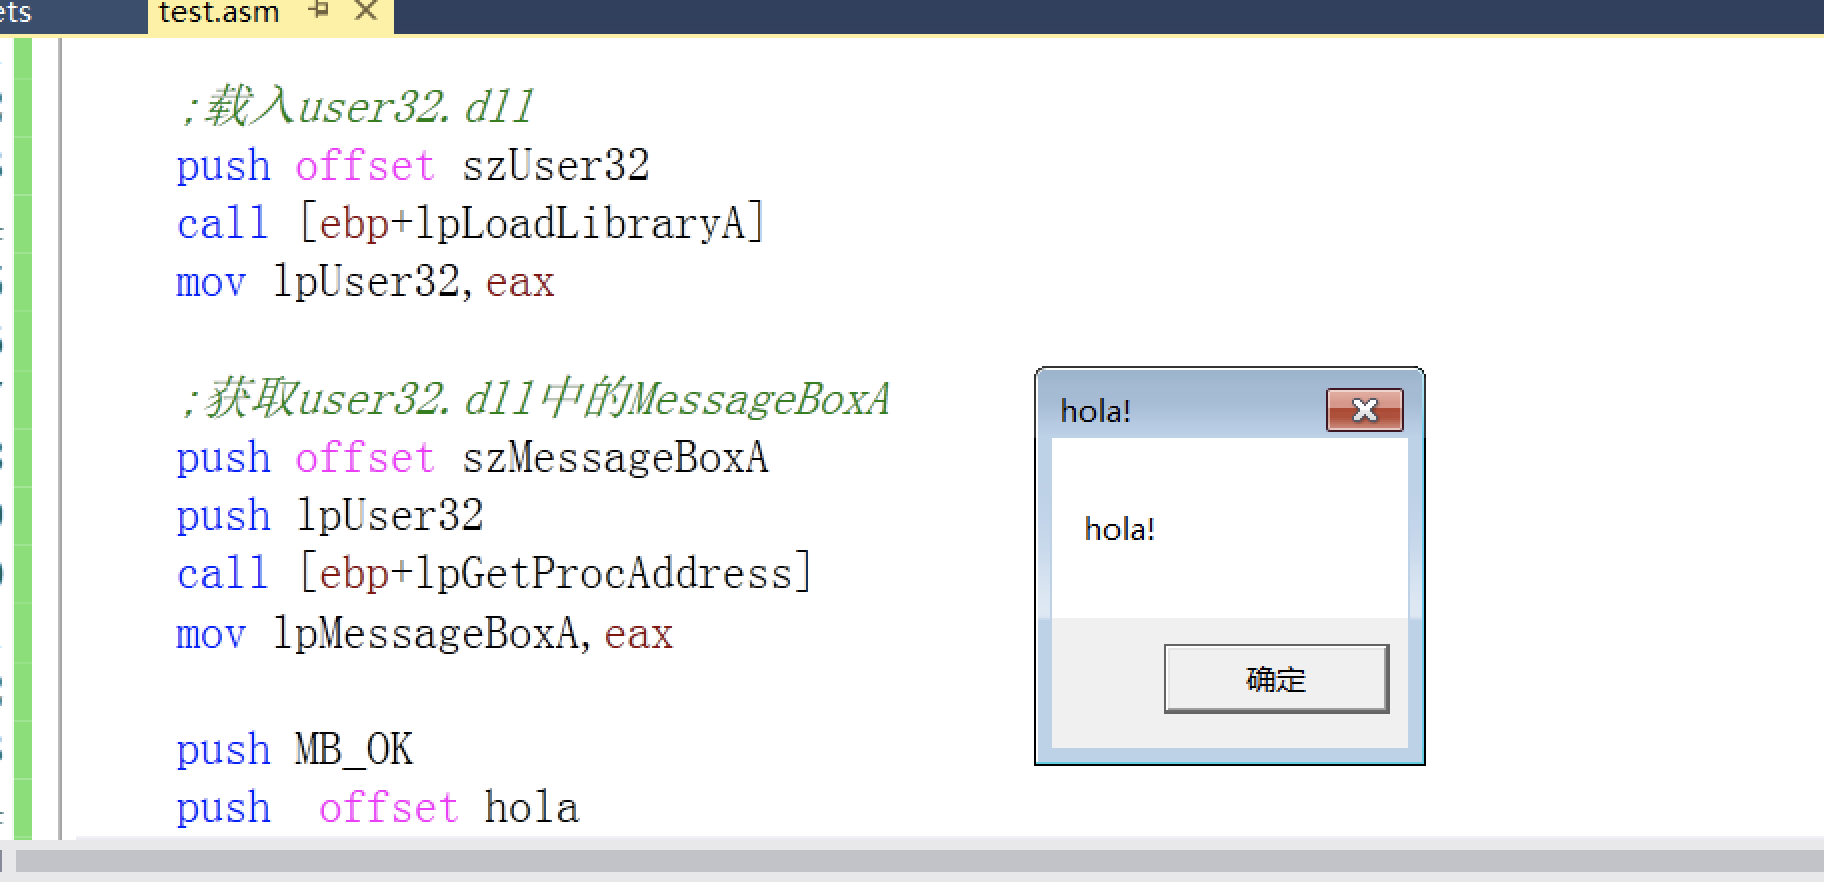 test.asm
;载入user32.dll
push offset szUser32
call [ebp+lpLoadLibraryA]
mov lpUser32,eax
;获取user32.dll中的MessageBoxA
push offset szMessageBoxA
push lpUser32
call [ebp+lpGetProcAddress]
mov lpMessageBoxA,eax
push MB_OK
push  offset hola
hola!
hola!
确定